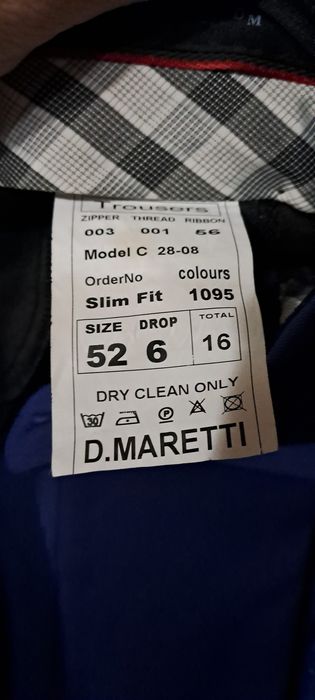 M
Trousers
ZIPPER THREAD RIBBON
003 001 56
Model C 28-08
OrderNo colours
Slim Fit 1095
SIZE DROP TOTAL
52 6 16
DRY CLEAN ONLY
30 P
D.MARETTI